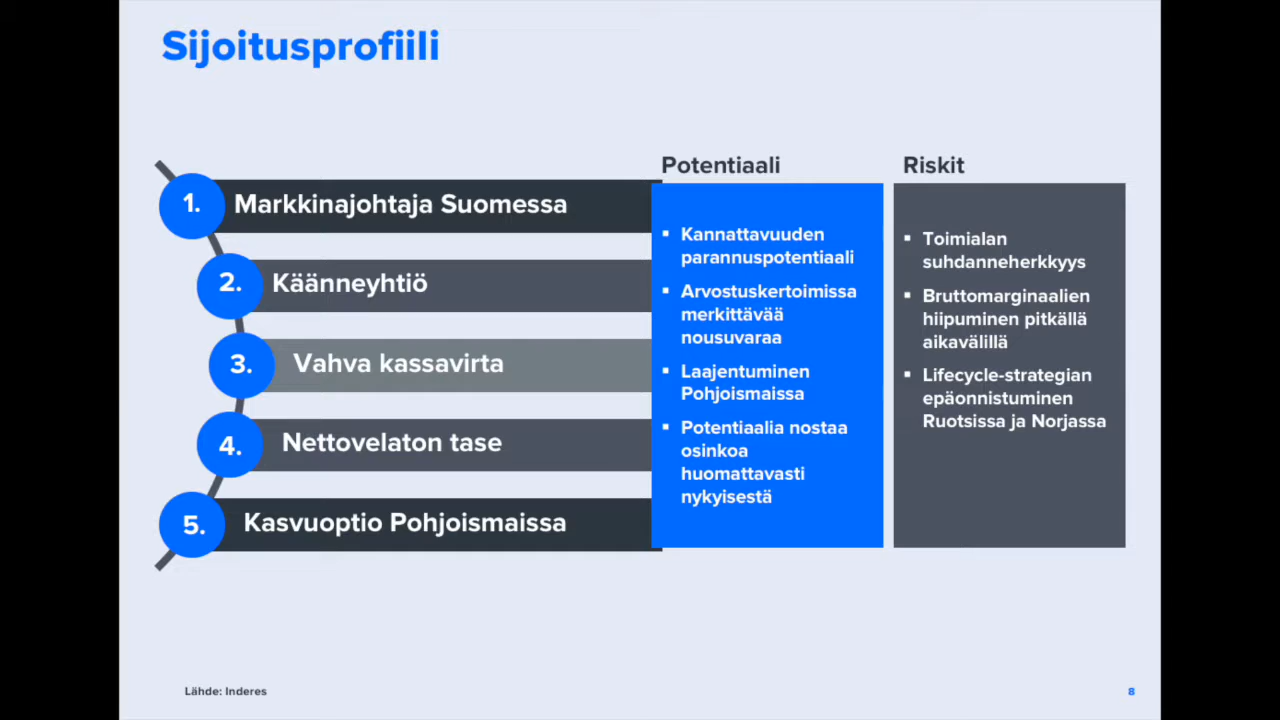 Sijoitusprofiili
1. Markkinajohtaja Suomessa
2. Käänneyhtiö
3. Vahva kassavirta
4. Nettovelaton tase
5. Kasvuoptio Pohjoismaissa
Potentiaali
▪ Kannattavuuden
parannuspotentiaali
▪ Arvostuskertoimissa
merkittävää
nousuvaraa
▪ Laajentuminen
Pohjoismaissa
▪ Potentiaalia nostaa
osinkoa
huomattavasti
nykyisestä
Riskit
▪ Toimialan
suhdanneherkkyys
▪ Bruttomarginaalien
hiipuminen pitkällä
aikavälillä
▪ Lifecycle-strategian
epäonnistuminen
Ruotsissa ja Norjassa
Lähde: Inderes
8